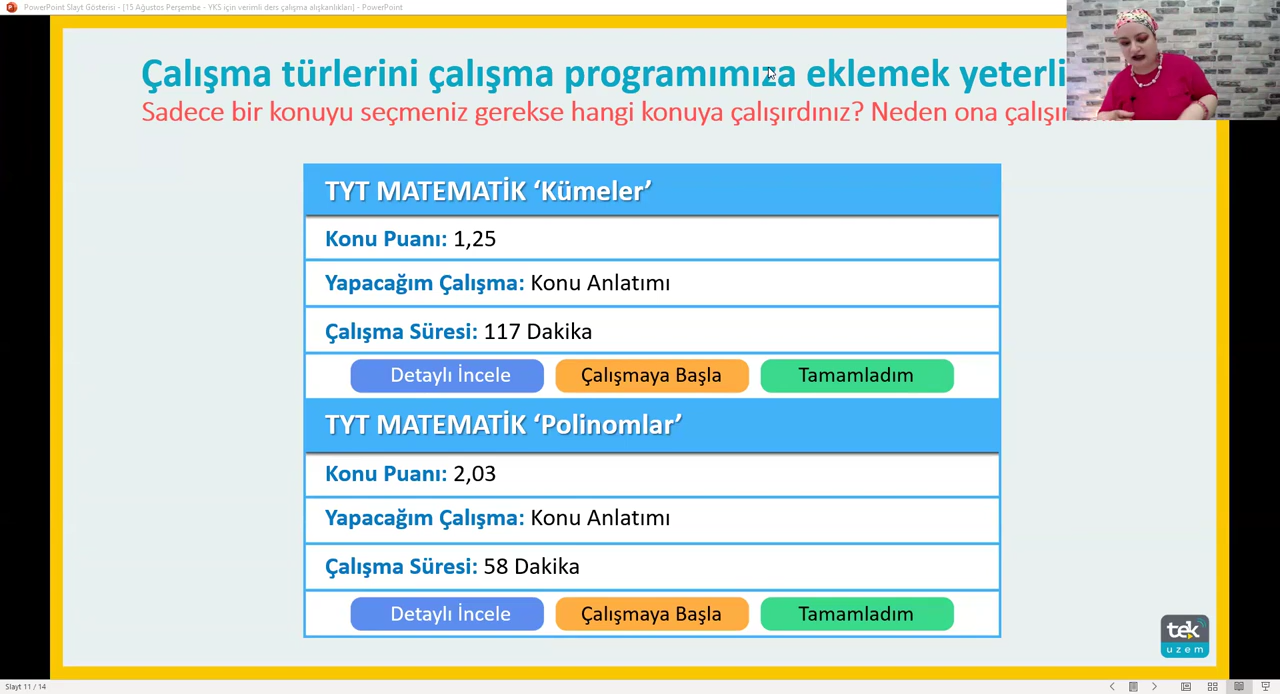 PowerPoint Slayt Gösterisi - [15 Ağustos Perşembe - YKS için verimli ders çalışma alışkanlıkları] - PowerPoint
Çalışma türlerini çalışma programımıza eklemek yeterli
Sadece bir konuyu seçmeniz gerekse hangi konuya çalışırdınız? Neden ona
TYT MATEMATİK ‘Kümeler’
Konu Puanı: 1,25
Yapacağım Çalışma: Konu Anlatımı
Çalışma Süresi: 117 Dakika
Detaylı İncele
Çalışmaya Başla
Tamamladım
TYT MATEMATİK ‘Polinomlar’
Konu Puanı: 2,03
Yapacağım Çalışma: Konu Anlatımı
Çalışma Süresi: 58 Dakika
Detaylı İncele
Çalışmaya Başla
Tamamladım
tek
uzem
Slayt 11 / 14